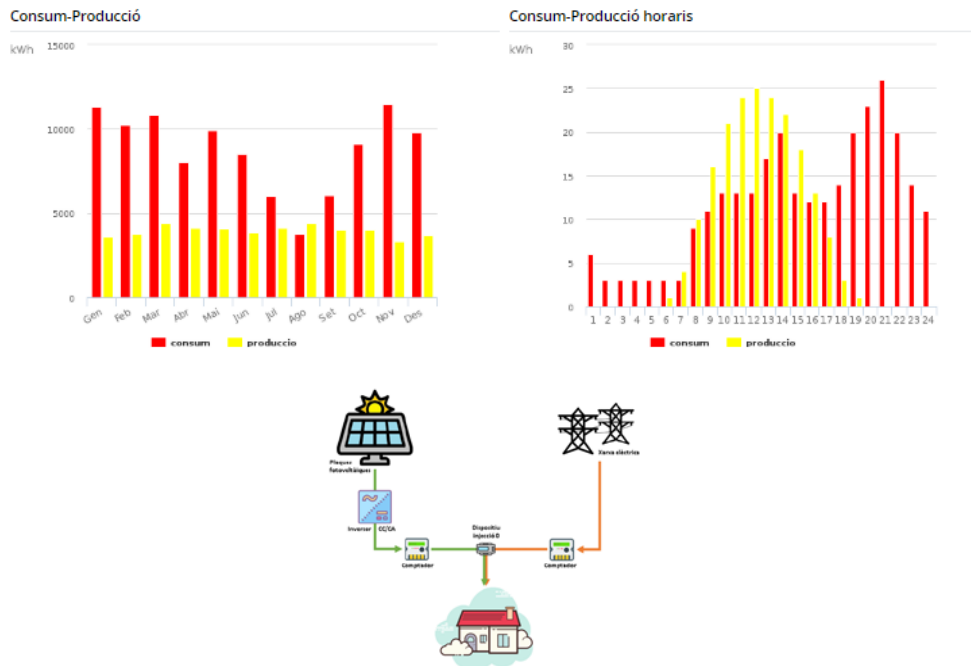 Consum-Producció
kWh
15000
10000
5000
0
Gen Feb Mar Abr Mai Jun Jul Ago Set Oct Nov Des
consum produccio
Consum-Producció horaris
kWh
30
25
20
15
10
5
0
1 2 3 4 5 6 7 8 9 10 11 12 13 14 15 16 17 18 19 20 21 22 23 24
consum produccio
Plaques
fotovoltàiques
Xarxa elèctrica
Inversor CC/CA
Dispositiu
injecció 0
Comptador
Comptador